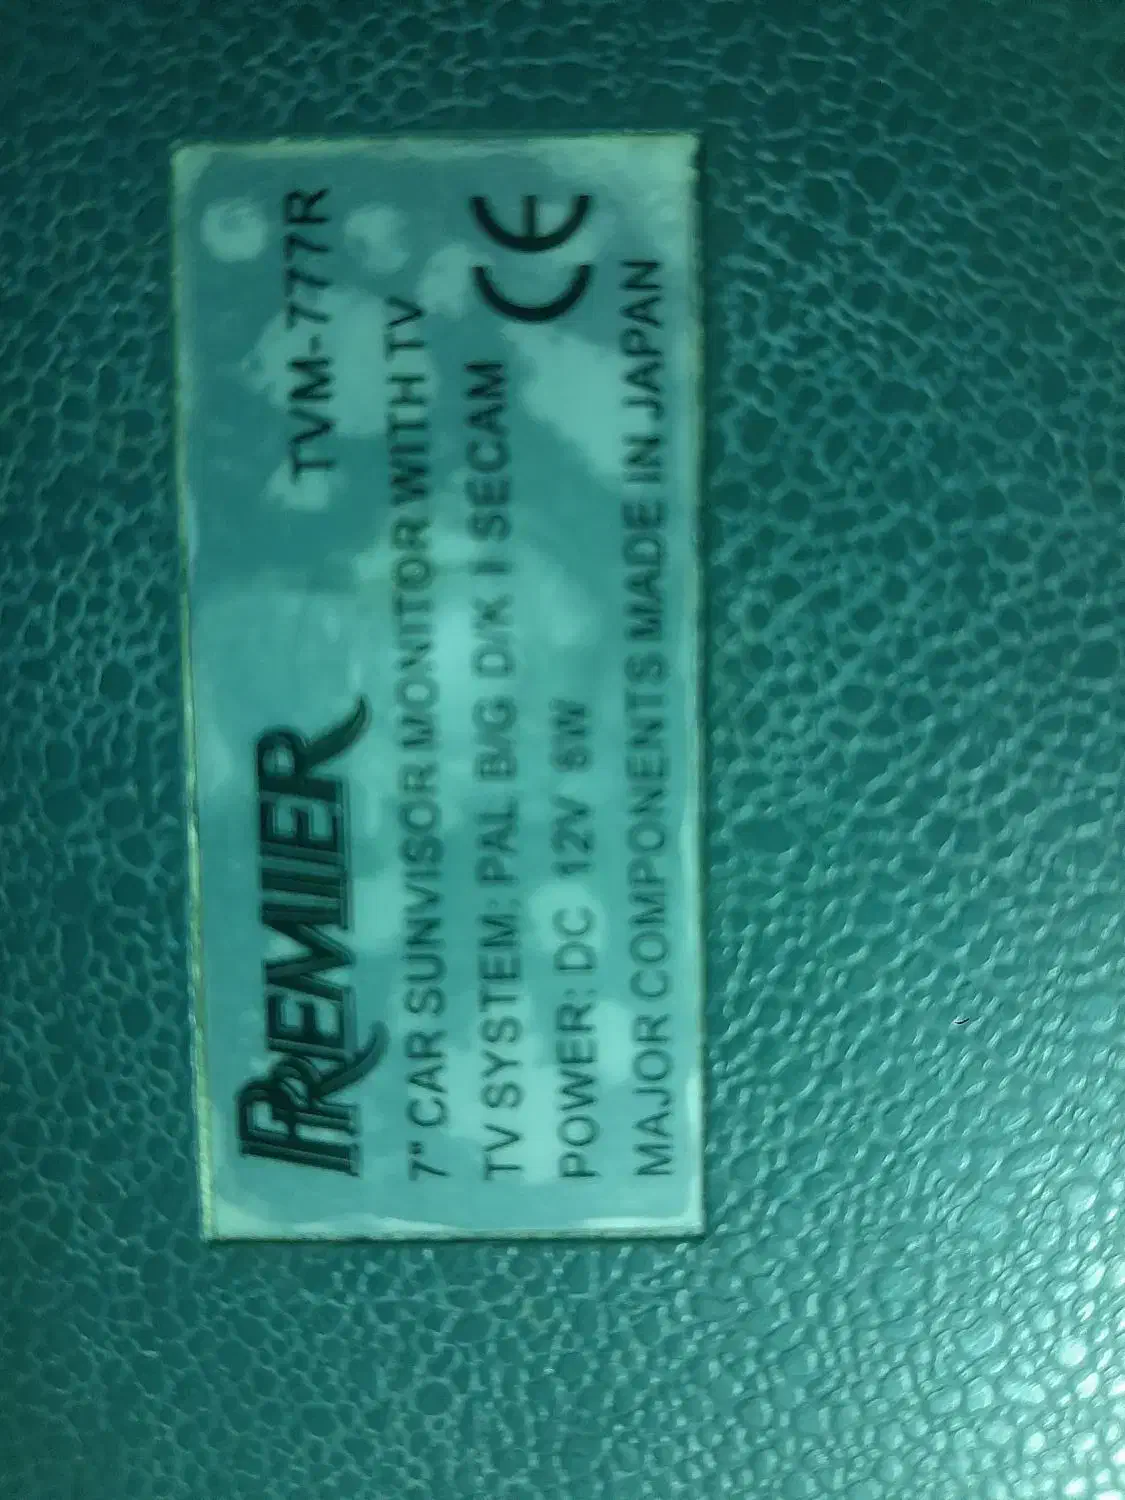 PREMIER TVM-777R
7" CAR SUNVISOR MONITOR WITH TV
TV SYSTEM: PAL B/G D/K I SECAM
POWER: DC 12V 8W
CE
MAJOR COMPONENTS MADE IN JAPAN